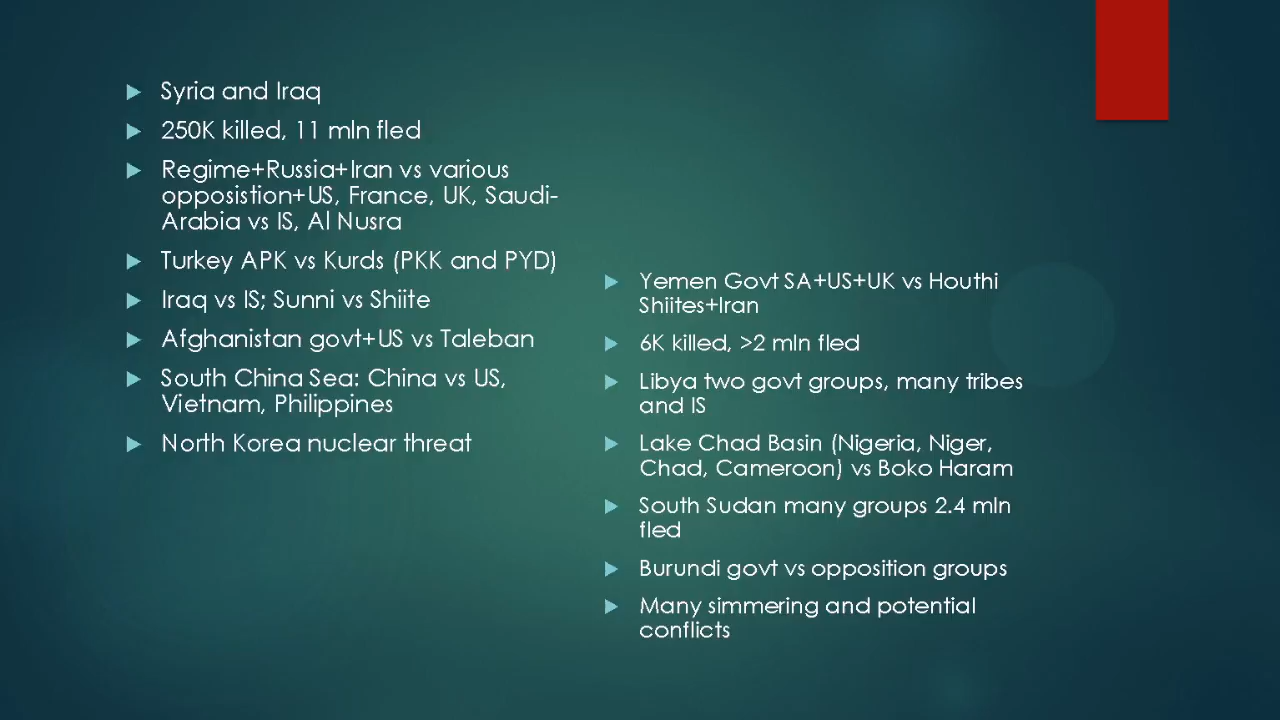 Syria and Iraq
250K killed, 11 mln fled
Regime+Russia+Iran vs various
opposistion+US, France, UK, Saudi-
Arabia vs IS, Al Nusra
Turkey APK vs Kurds (PKK and PYD)
Iraq vs IS; Sunni vs Shiite
Afghanistan govt+US vs Taleban
South China Sea: China vs US,
Vietnam, Philippines
North Korea nuclear threat
Yemen Govt SA+US+UK vs Houthi
Shiites+Iran
6K killed, >2 mln fled
Libya two govt groups, many tribes
and IS
Lake Chad Basin (Nigeria, Niger,
Chad, Cameroon) vs Boko Haram
South Sudan many groups 2.4 mln
fled
Burundi govt vs opposition groups
Many simmering and potential
conflicts